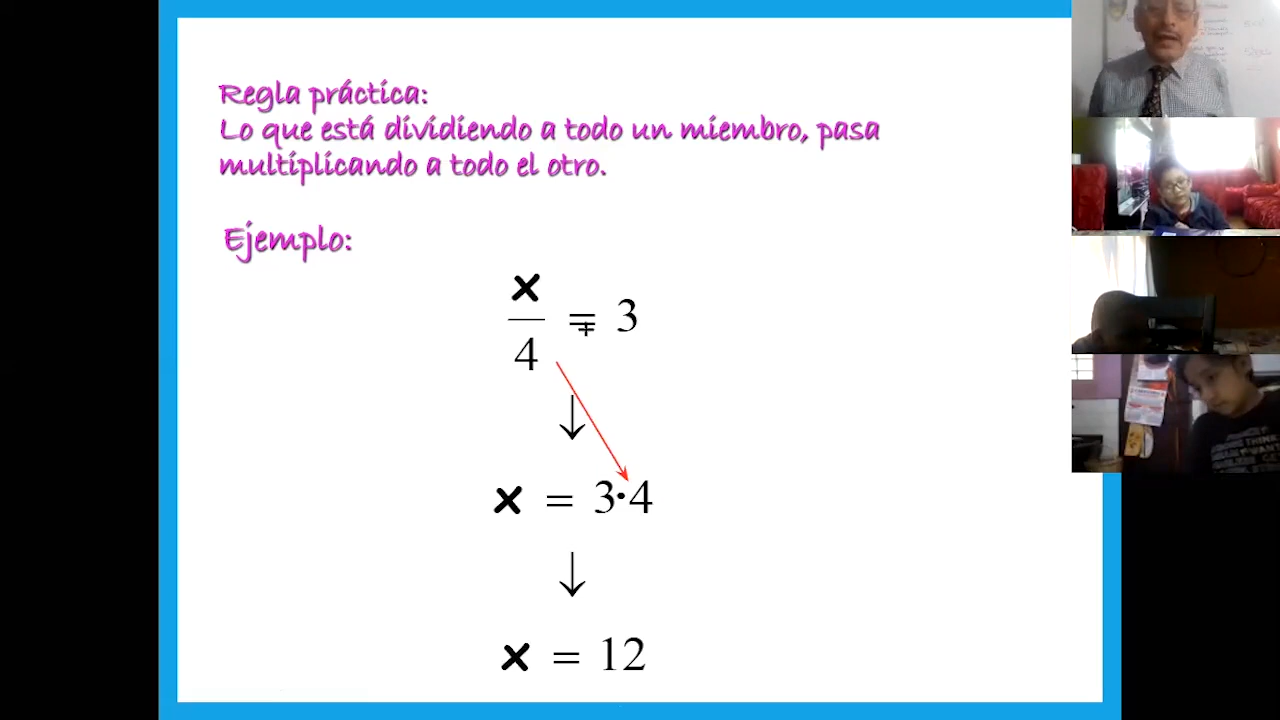 Regla práctica:
Lo que está dividiendo a todo un miembro, pasa
multiplicando a todo el otro.
Ejemplo:
x/4 = 3
↓
x = 3·4
↓
x = 12